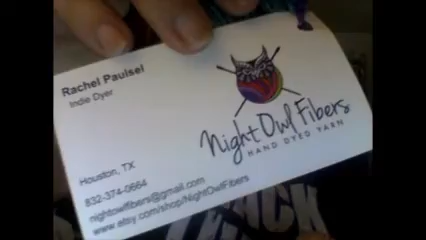 Rachel Paulsel
Indie Dyer
Night Owl Fibers
HAND DYED YARN
Houston, TX
832-374-0664
nightowlfibers@gmail.com
www.etsy.com/shop/NightOwlFibers